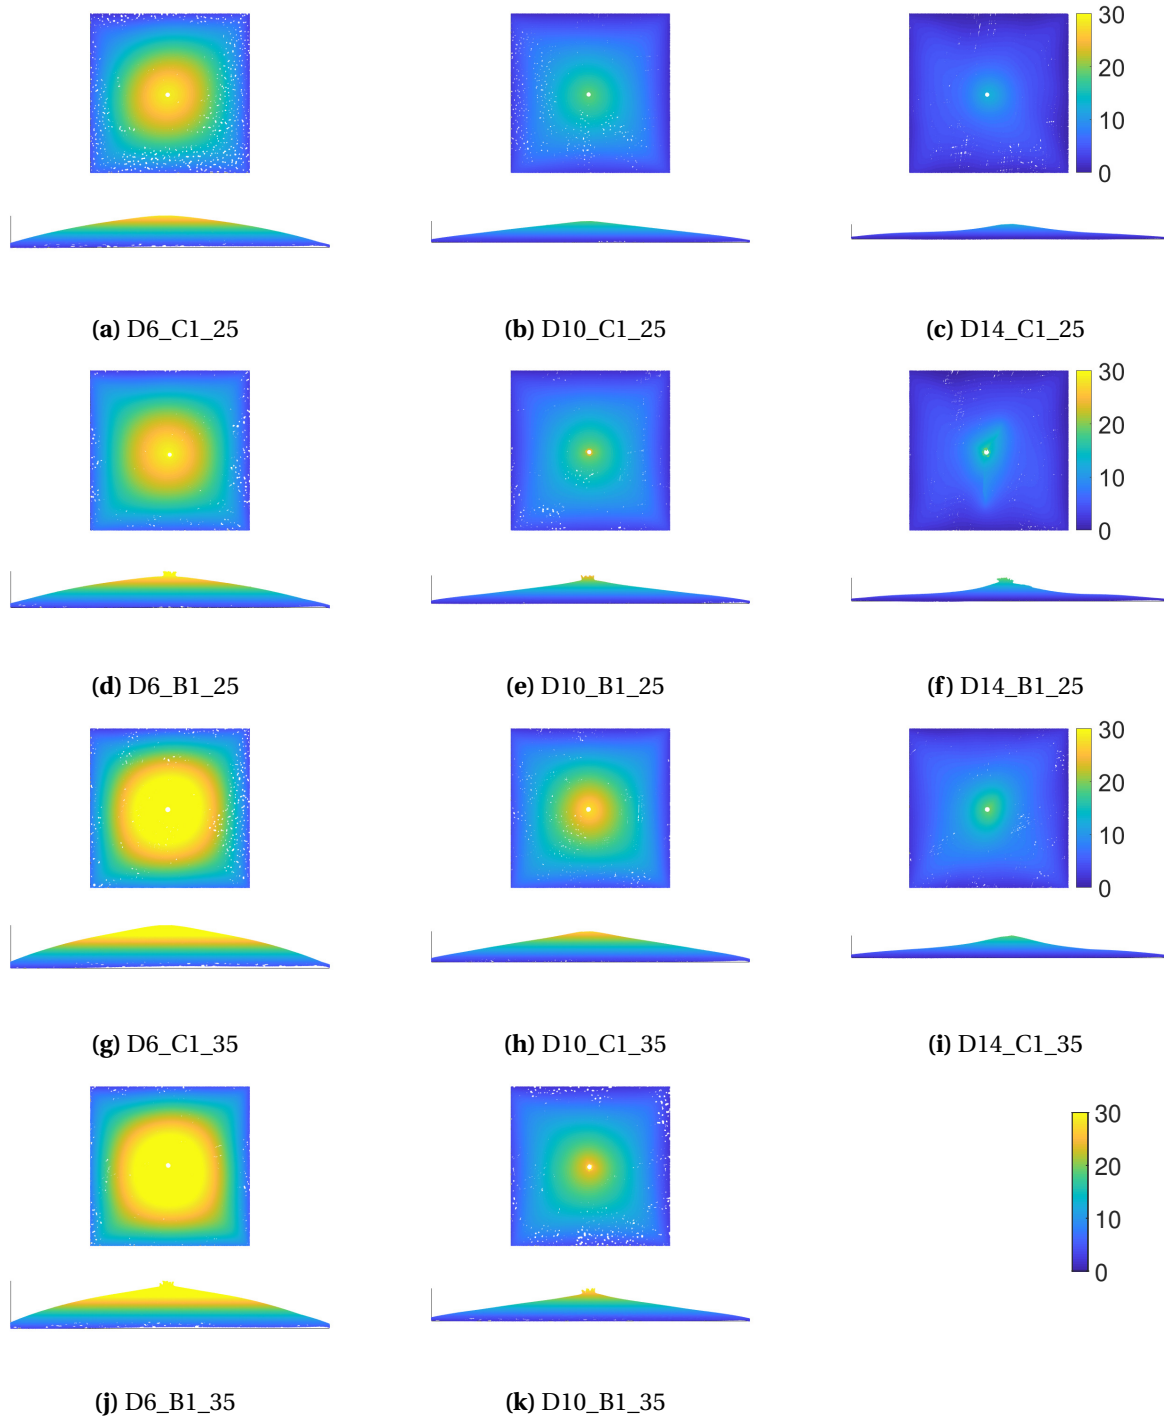 30
20
10
0
(a) D6_C1_25
(b) D10_C1_25
(c) D14_C1_25
30
20
10
0
(d) D6_B1_25
(e) D10_B1_25
(f) D14_B1_25
30
20
10
0
(g) D6_C1_35
(h) D10_C1_35
(i) D14_C1_35
30
20
10
0
(j) D6_B1_35
(k) D10_B1_35